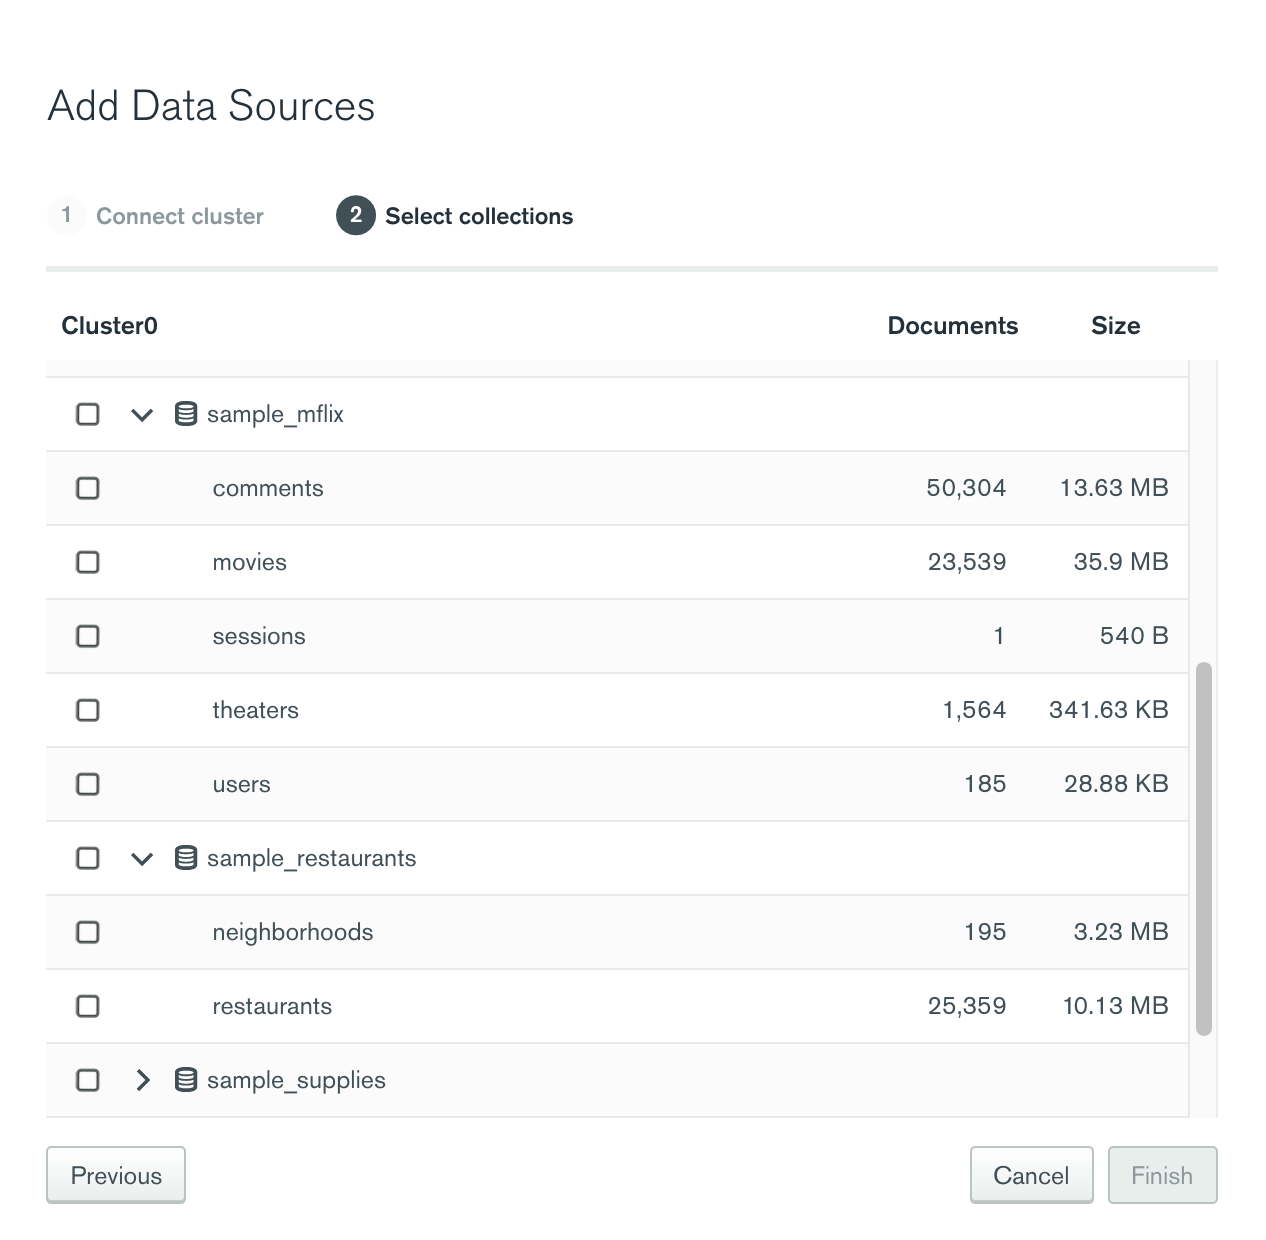 Add Data Sources
1 Connect cluster 2 Select collections
Cluster0 Documents Size
sample_mflix
comments 50,304 13.63 MB
movies 23,539 35.9 MB
sessions 1 540 B
theaters 1,564 341.63 KB
users 185 28.88 KB
sample_restaurants
neighborhoods 195 3.23 MB
restaurants 25,359 10.13 MB
sample_supplies
Previous Cancel Finish